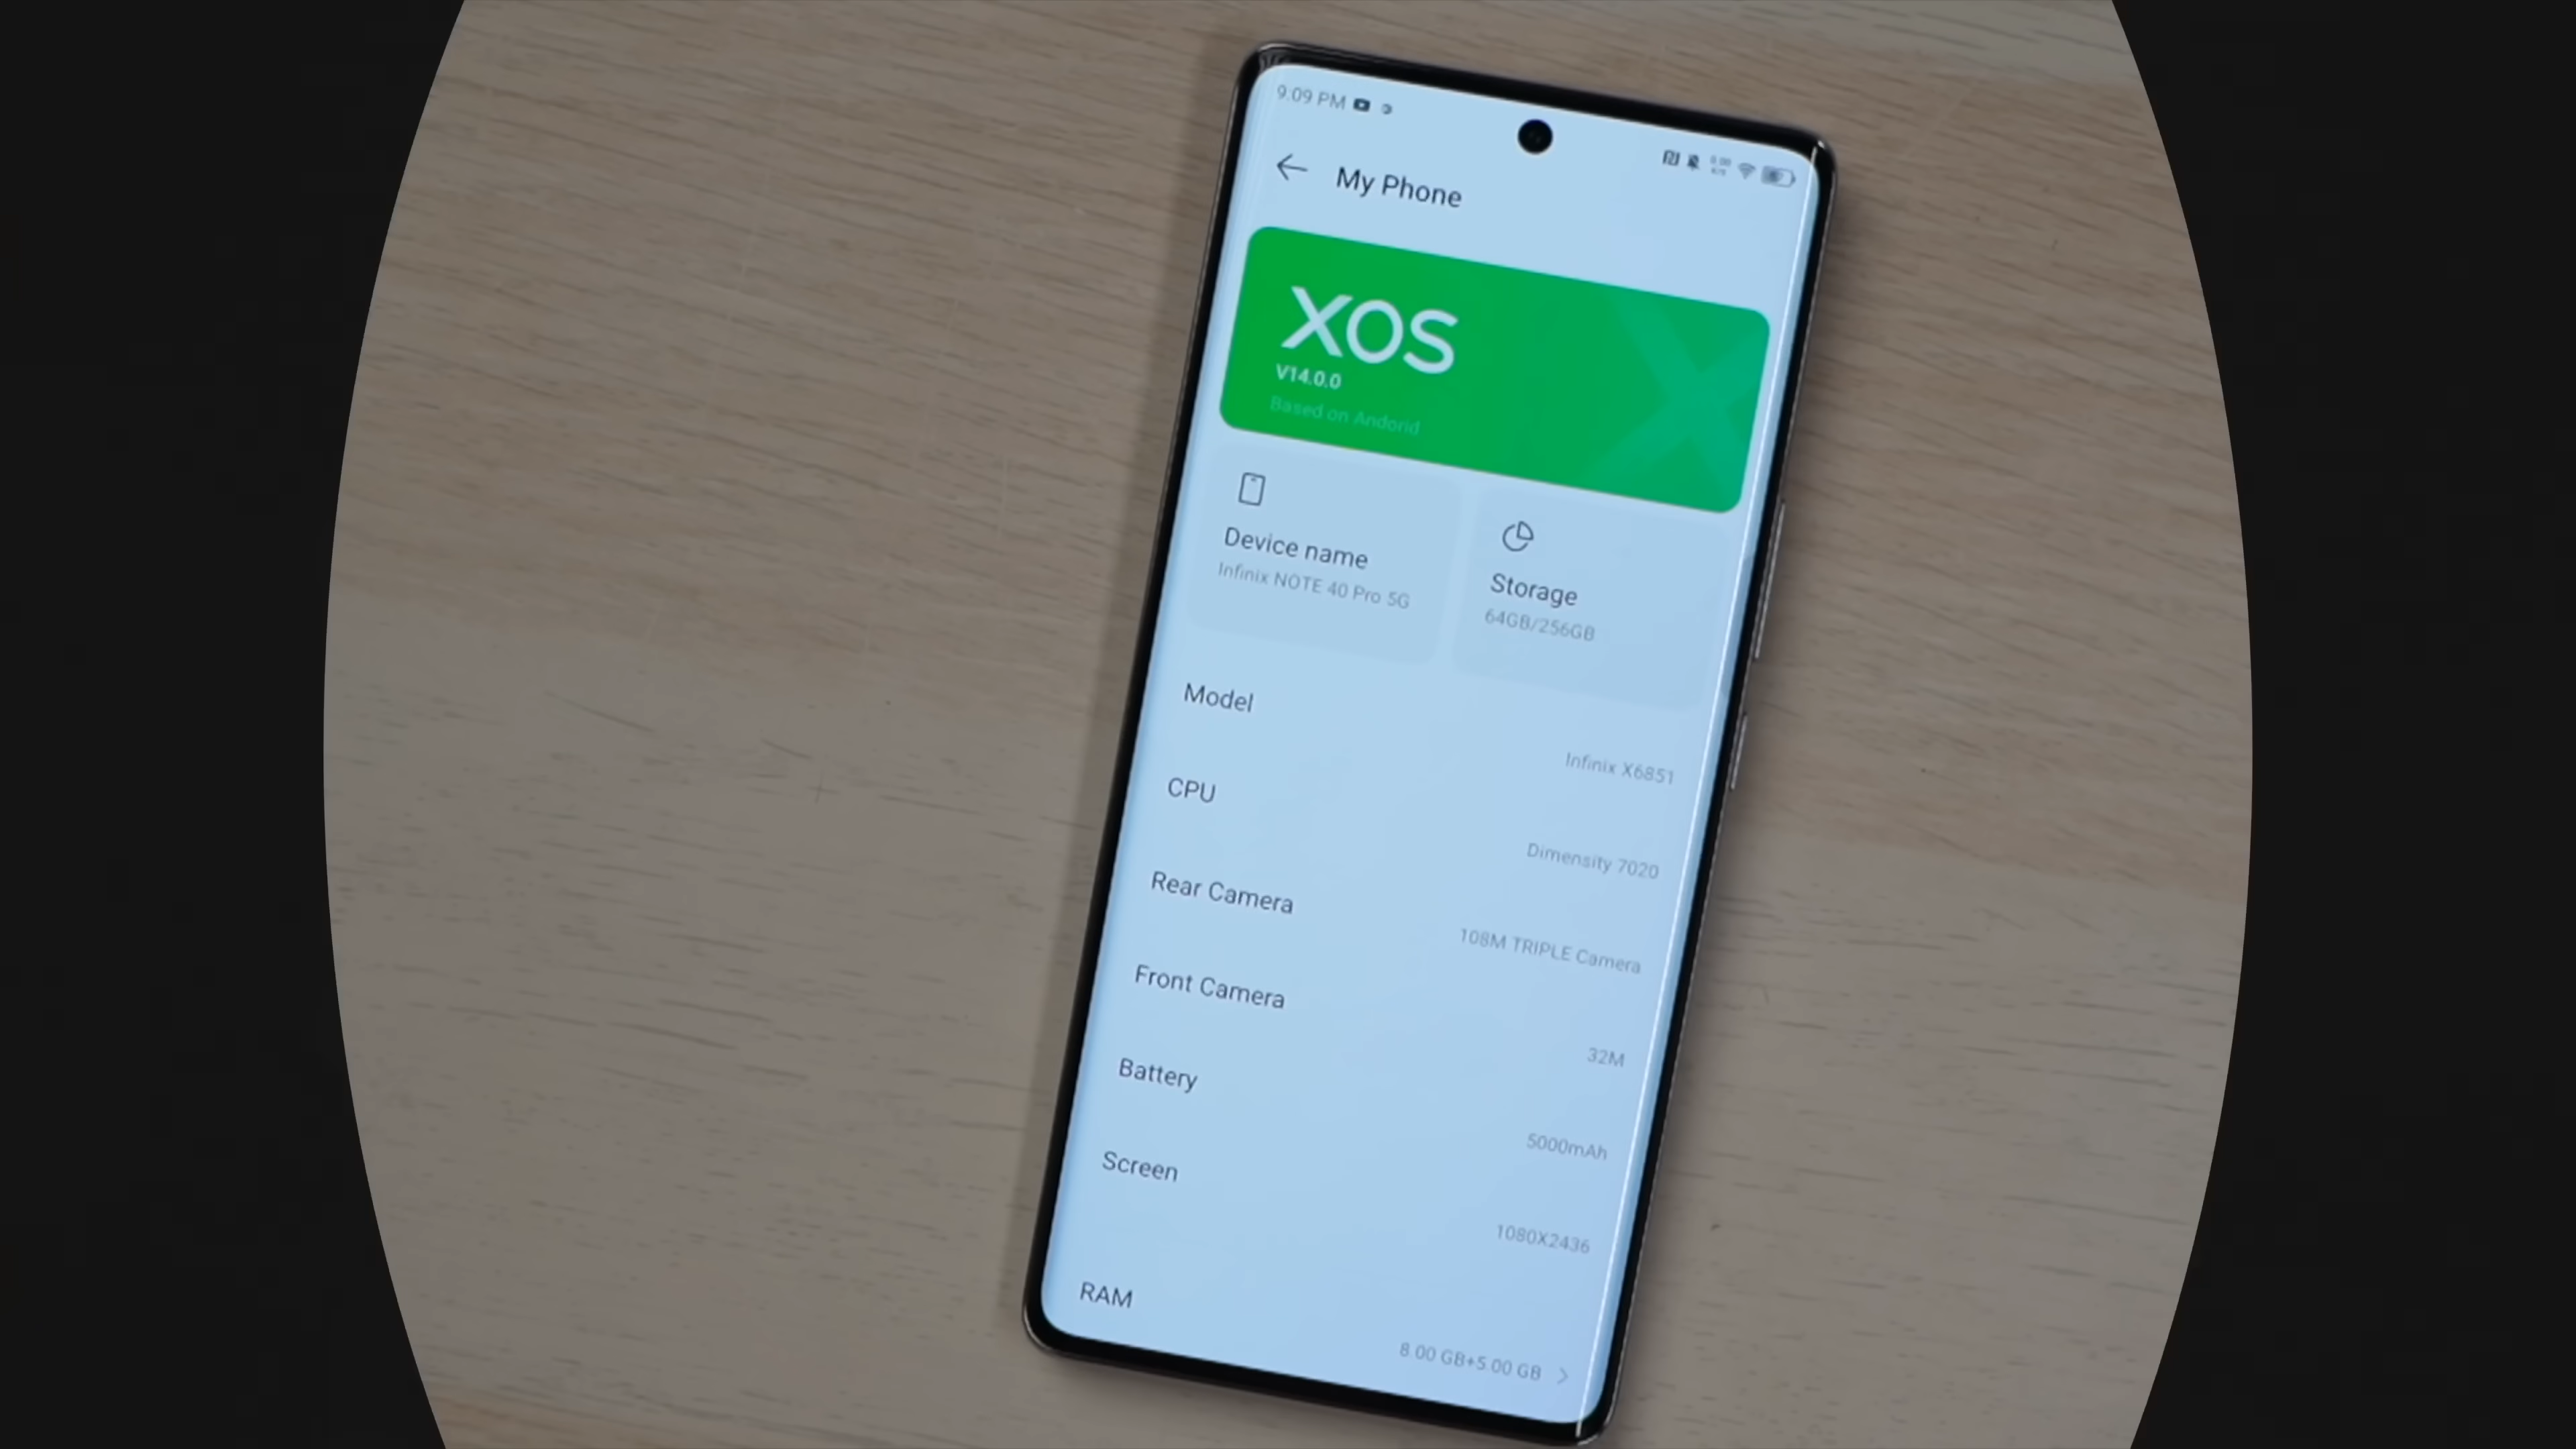 9:09 PM
My Phone
XOS
V14.0.0
Based on Andorid
Device name
Infinix NOTE 40 Pro 5G
Storage
64GB/256GB
Model
Infinix X6851
CPU
Dimensity 7020
Rear Camera
108M TRIPLE Camera
Front Camera
32M
Battery
5000mAh
Screen
1080X2436
RAM
8.00 GB+5.00 GB